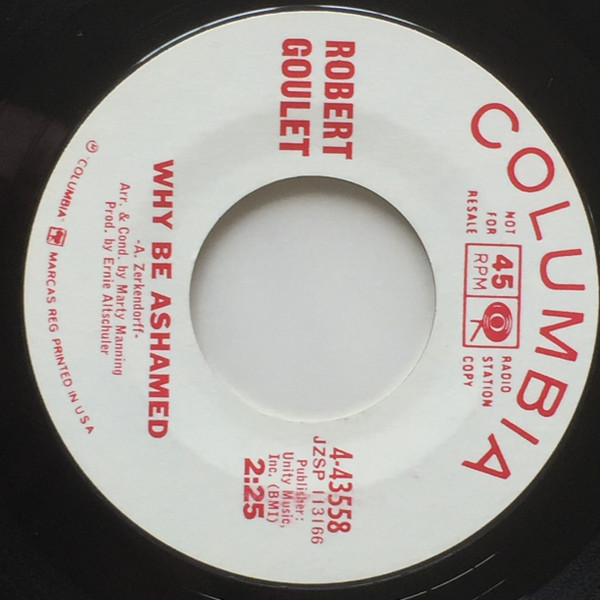 COLUMBIA
NOT
FOR
RESALE
45
RPM
RADIO
STATION
COPY
ROBERT
GOULET
4-43558
JZSP 113166
Publisher:
Unity Music,
Inc. (BMI)
2:25
WHY BE ASHAMED
-A. Zerkendorff-
Arr. & Cond. by Marty Manning
Prod. by Ernie Altschuler
© "COLUMBIA" MARCAS REG PRINTED IN U S A